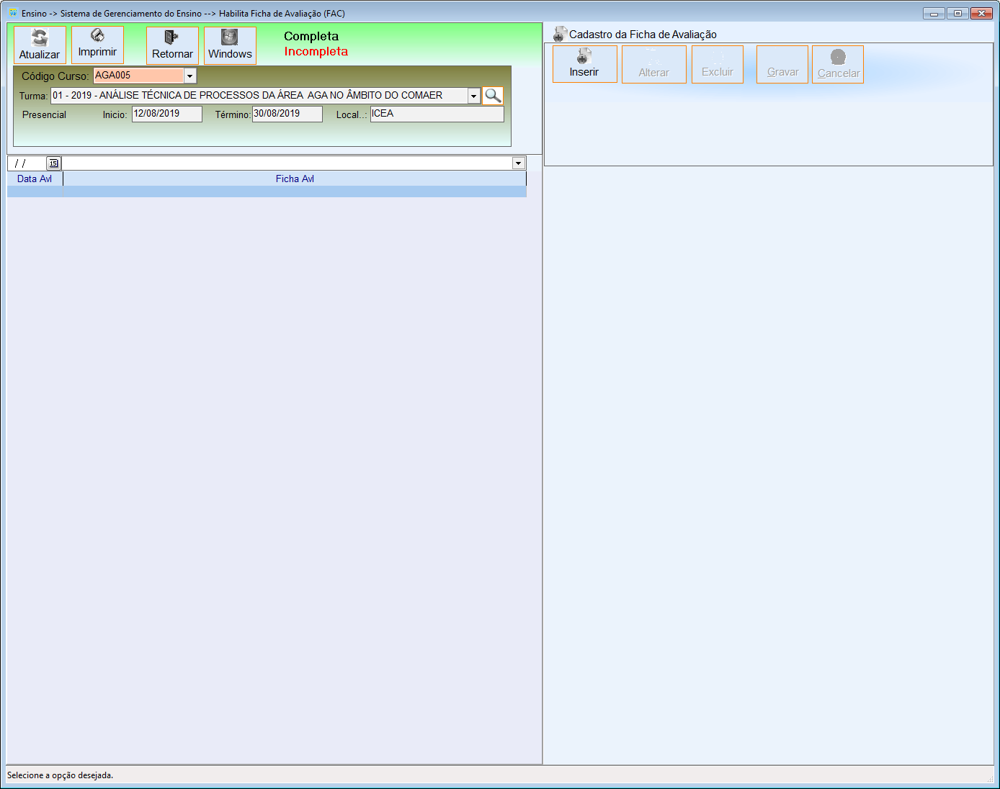 Ensino -> Sistema de Gerenciamento do Ensino --> Habilita Ficha de Avaliação (FAC)
Atualizar
Imprimir
Retornar
Windows
Completa
Incompleta
Código Curso: AGA005
Turma: 01 - 2019 - ANÁLISE TÉCNICA DE PROCESSOS DA ÁREA  AGA NO ÂMBITO DO COMAER
Presencial Inicio: 12/08/2019 Término: 30/08/2019 Local..: ICEA
/ / 15
Data Avl Ficha Avl
Cadastro da Ficha de Avaliação
Inserir Alterar Excluir Gravar Cancelar
Selecione a opção desejada.